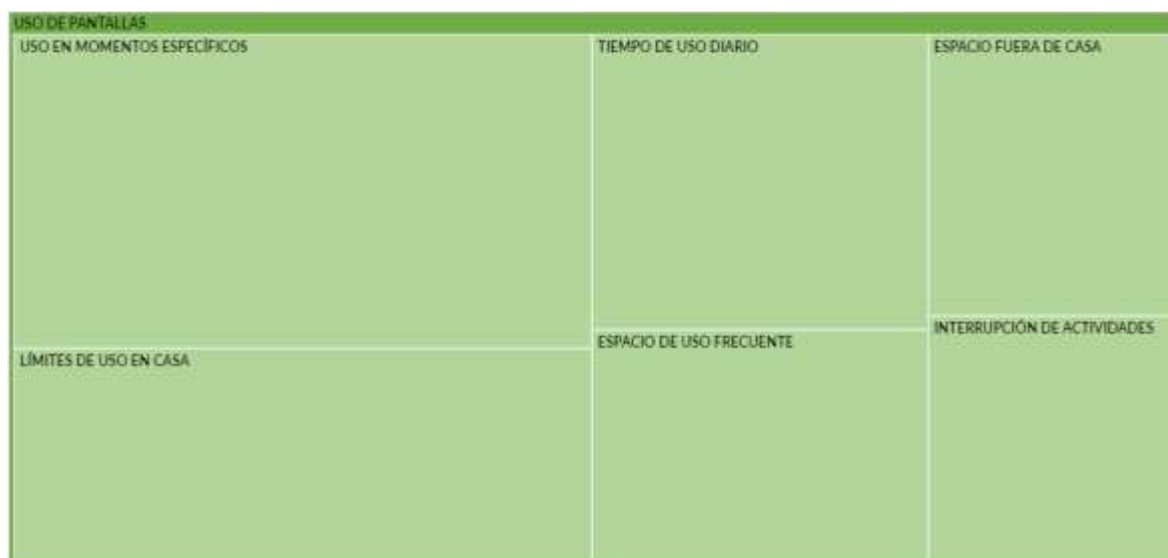 USO DE PANTALLAS
USO EN MOMENTOS ESPECÍFICOS
TIEMPO DE USO DIARIO
ESPACIO FUERA DE CASA
LÍMITES DE USO EN CASA
ESPACIO DE USO FRECUENTE
INTERRUPCIÓN DE ACTIVIDADES